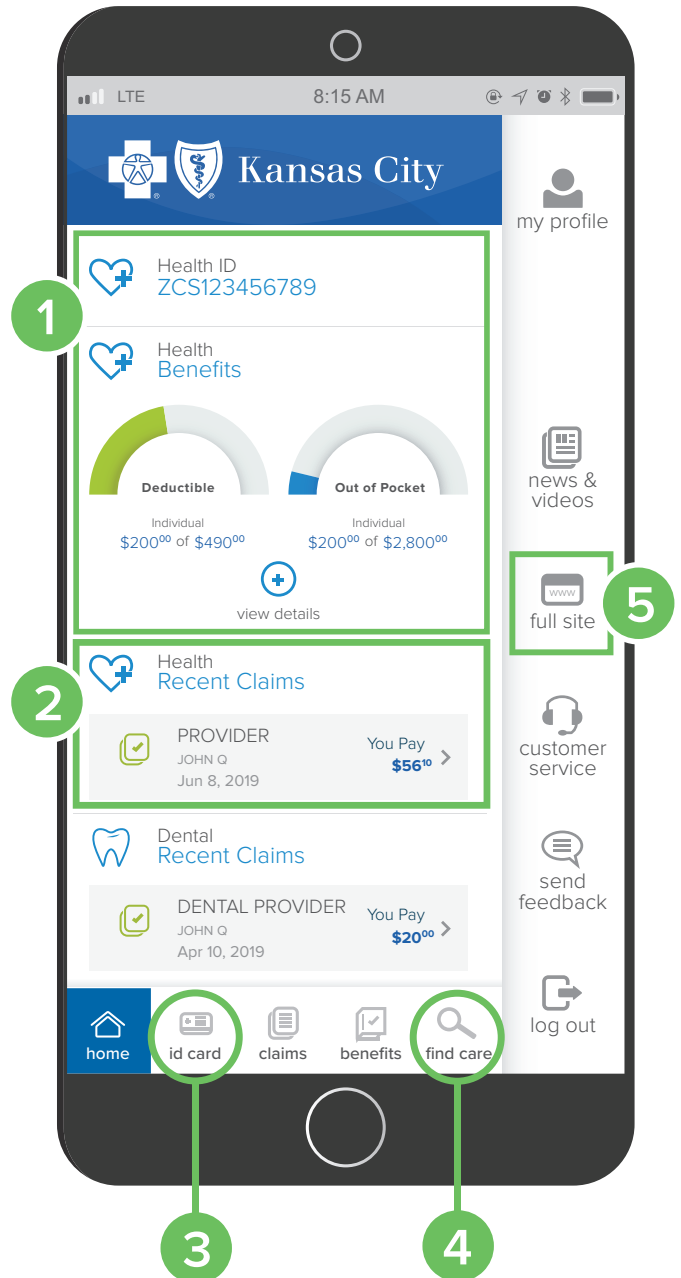 LTE 8:15 AM
Kansas City
my profile
1
Health ID
ZCS123456789
Health
Benefits
Deductible
Individual
$200⁰⁰ of $490⁰⁰
Out of Pocket
Individual
$200⁰⁰ of $2,800⁰⁰
view details
2
Health
Recent Claims
PROVIDER
JOHN Q
Jun 8, 2019
You Pay
$56¹⁰
Dental
Recent Claims
DENTAL PROVIDER
JOHN Q
Apr 10, 2019
You Pay
$20⁰⁰
news &
videos
www
full site
5
customer
service
send
feedback
log out
home
id card
claims
benefits
find care
3
4